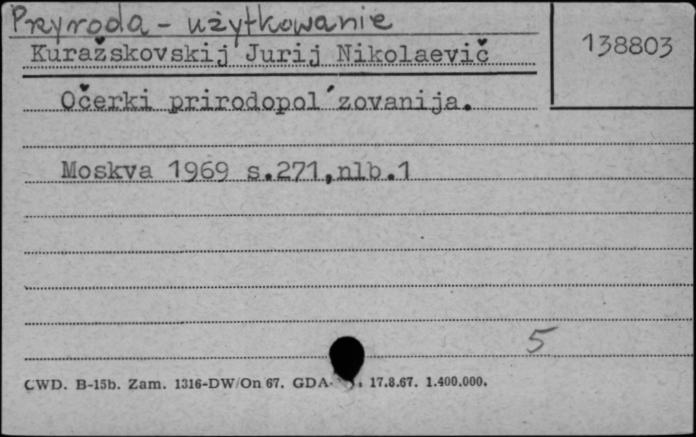 Przyroda - użytkowanie
Kuražskovskij Jurij Nikolaevič
138803
Očerki prirodopol´zovanija.
Moskva 1969 s.271,nlb.1
5
CWD. B-15b. Zam. 1316-DW/On 67. GDA- 17.8.67. 1.400.000.